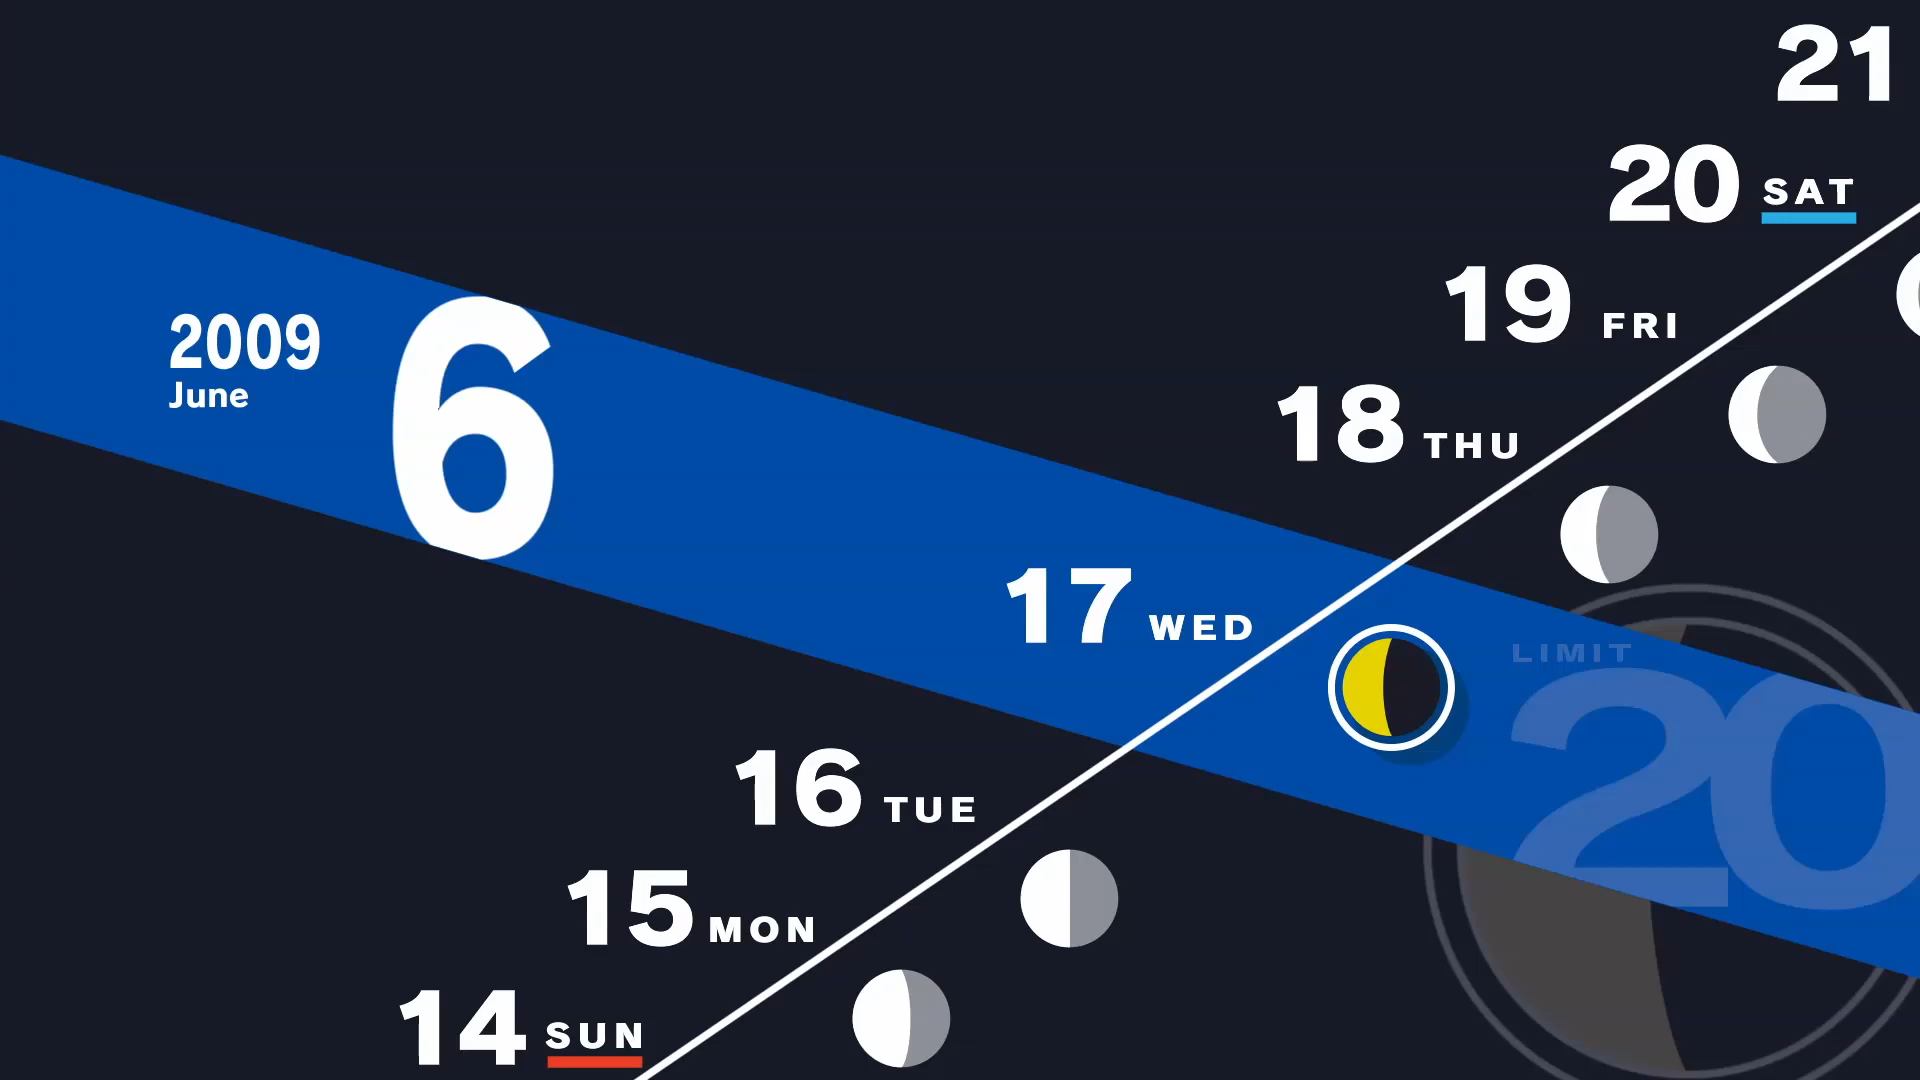 21
20 SAT
19 FRI
18 THU
2009
June
6
17 WED
LIMIT
20
16 TUE
15 MON
14 SUN